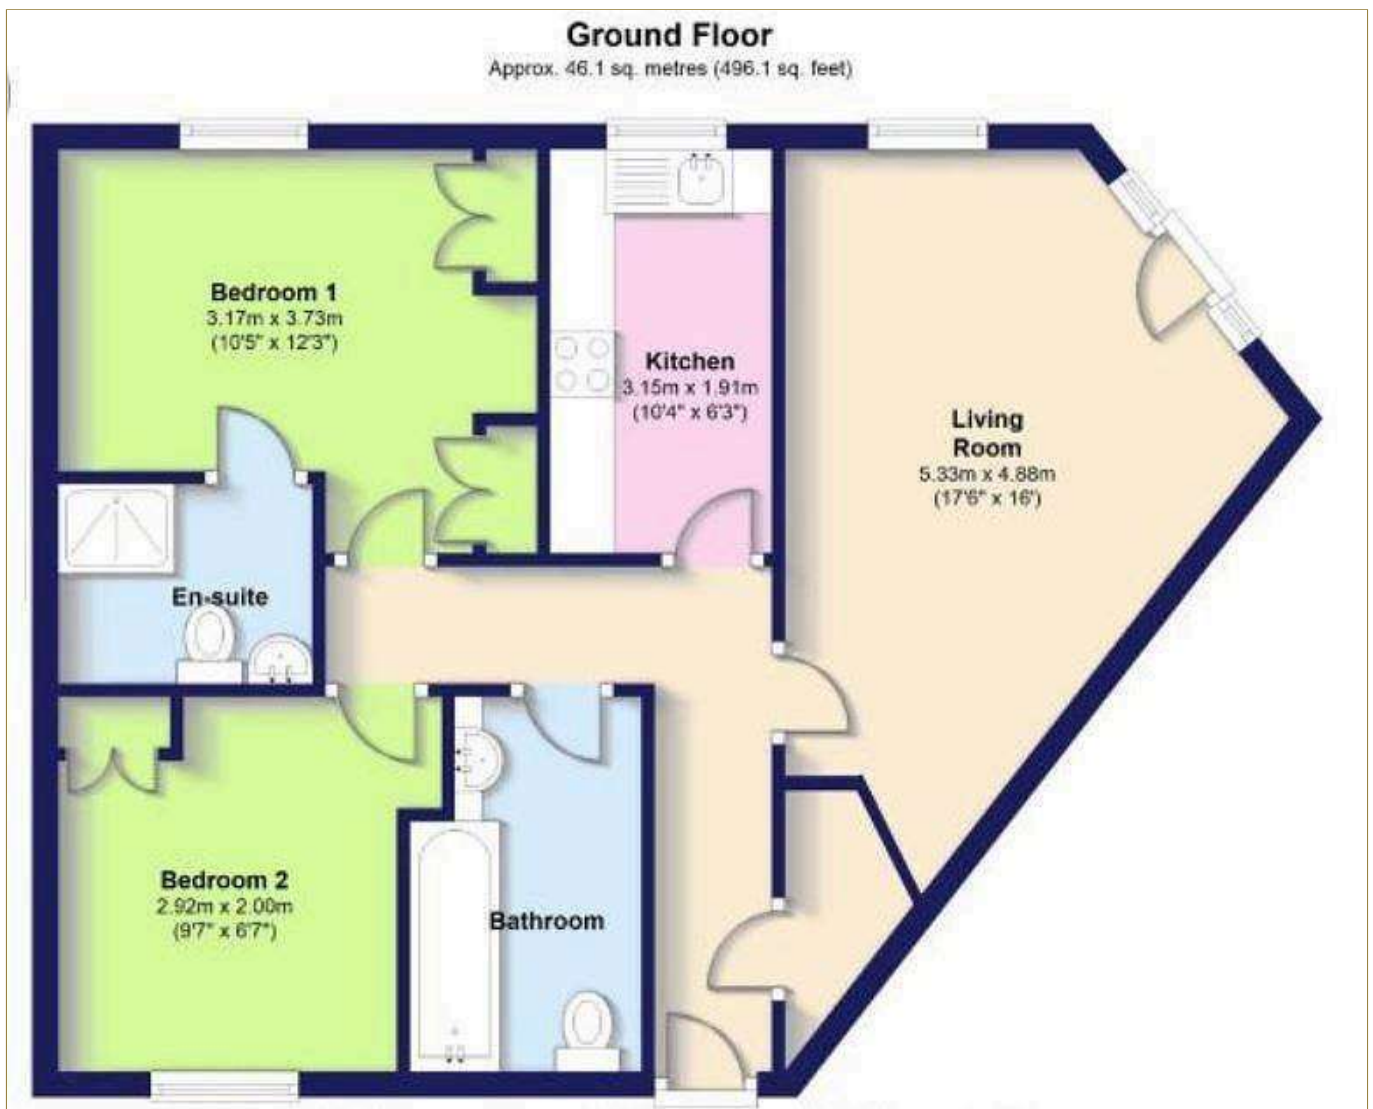 Ground Floor
Approx. 46.1 sq. metres (496.1 sq. feet)
Bedroom 1
3.17m x 3.73m
(10'5" x 12'3")
Kitchen
3.15m x 1.91m
(10'4" x 6'3")
Living
Room
5.33m x 4.88m
(17'6" x 16')
En-suite
Bedroom 2
2.92m x 2.00m
(9'7" x 6'7")
Bathroom